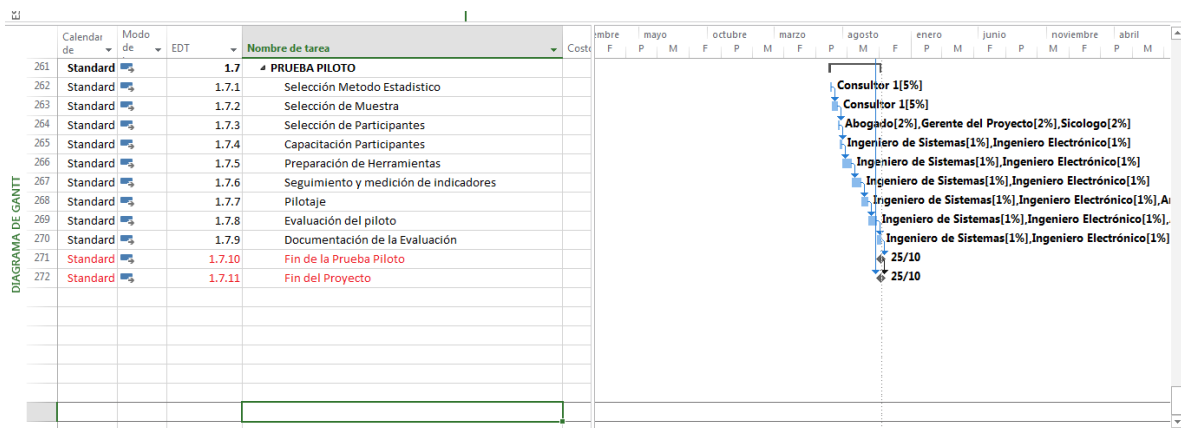 Calendar de Modo de EDT Nombre de tarea Costo
mayo octubre marzo agosto enero junio noviembre abril
F P M F P M F P M F P M F P M F P M
261 Standard 1.7 PRUEBA PILOTO
262 Standard 1.7.1 Selección Metodo Estadistico Consultor 1[5%]
263 Standard 1.7.2 Selección de Muestra Consultor 1[5%]
264 Standard 1.7.3 Selección de Participantes Abogado[2%],Gerente del Proyecto[2%],Sicologo[2%]
265 Standard 1.7.4 Capacitación Participantes Ingeniero de Sistemas[1%],Ingeniero Electrónico[1%]
266 Standard 1.7.5 Preparación de Herramientas Ingeniero de Sistemas[1%],Ingeniero Electrónico[1%]
267 Standard 1.7.6 Seguimiento y medición de indicadores Ingeniero de Sistemas[1%],Ingeniero Electrónico[1%]
268 Standard 1.7.7 Pilotaje Ingeniero de Sistemas[1%],Ingeniero Electrónico[1%],
269 Standard 1.7.8 Evaluación del piloto Ingeniero de Sistemas[1%],Ingeniero Electrónico[1%],
270 Standard 1.7.9 Documentación de la Evaluación Ingeniero de Sistemas[1%],Ingeniero Electrónico[1%]
271 Standard 1.7.10 Fin de la Prueba Piloto 25/10
272 Standard 1.7.11 Fin del Proyecto 25/10
DIAGRAMA DE GANTT